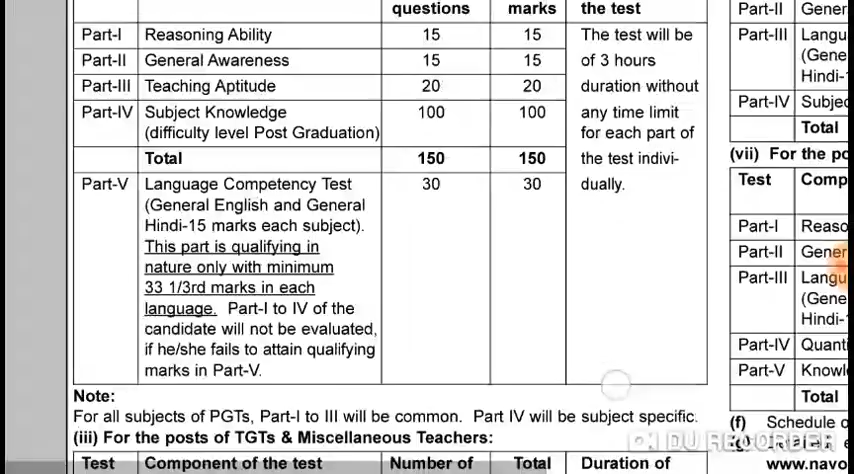 questions marks the test
Part-I Reasoning Ability 15 15 The test will be
Part-II General Awareness 15 15 of 3 hours
Part-III Teaching Aptitude 20 20 duration without
Part-IV Subject Knowledge 100 100 any time limit
(difficulty level Post Graduation) for each part of
Total 150 150 the test indivi-
Part-V Language Competency Test 30 30 dually.
(General English and General
Hindi-15 marks each subject).
This part is qualifying in
nature only with minimum
33 1/3rd marks in each
language. Part-I to IV of the
candidate will not be evaluated,
if he/she fails to attain qualifying
marks in Part-V.
Note:
For all subjects of PGTs, Part-I to III will be common. Part IV will be subject specific.
(iii) For the posts of TGTs & Miscellaneous Teachers:
Test Component of the test Number of Total Duration of
Part-II Gener
Part-III Langu
(Gene
Hindi-
Part-IV Subje
Total
(vii) For the po
Test Comp
Part-I Reaso
Part-II Gener
Part-III Langu
(Gene
Hindi-
Part-IV Quanti
Part-V Knowl
Total
(f) Schedule o
(g)
www.navo
DU RECORDER